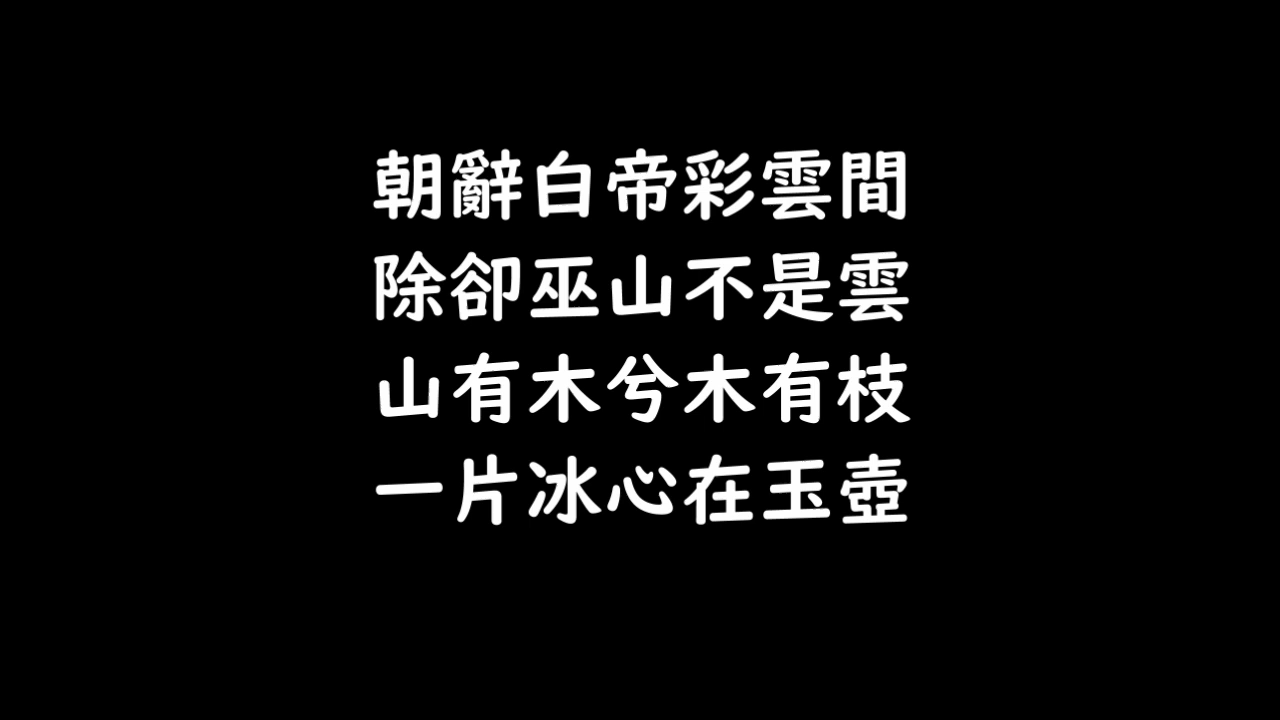 朝辭白帝彩雲間
除卻巫山不是雲
山有木兮木有枝
一片冰心在玉壺